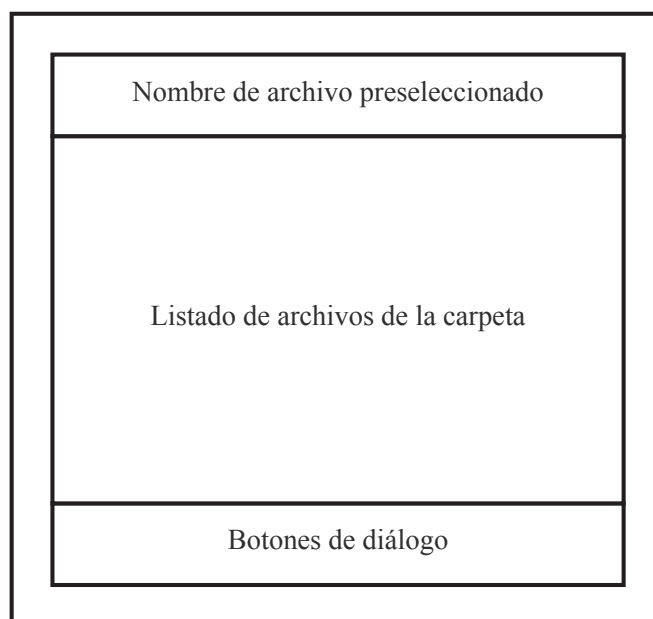 Nombre de archivo preseleccionado
Listado de archivos de la carpeta
Botones de diálogo